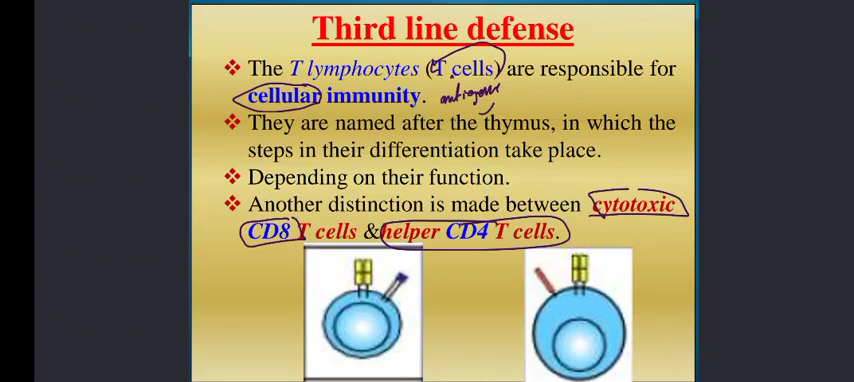 Third line defense
❖ The T lymphocytes (T cells) are responsible for
cellular immunity.
❖ They are named after the thymus, in which the
steps in their differentiation take place.
❖ Depending on their function.
❖ Another distinction is made between cytotoxic
CD8 T cells & helper CD4 T cells.